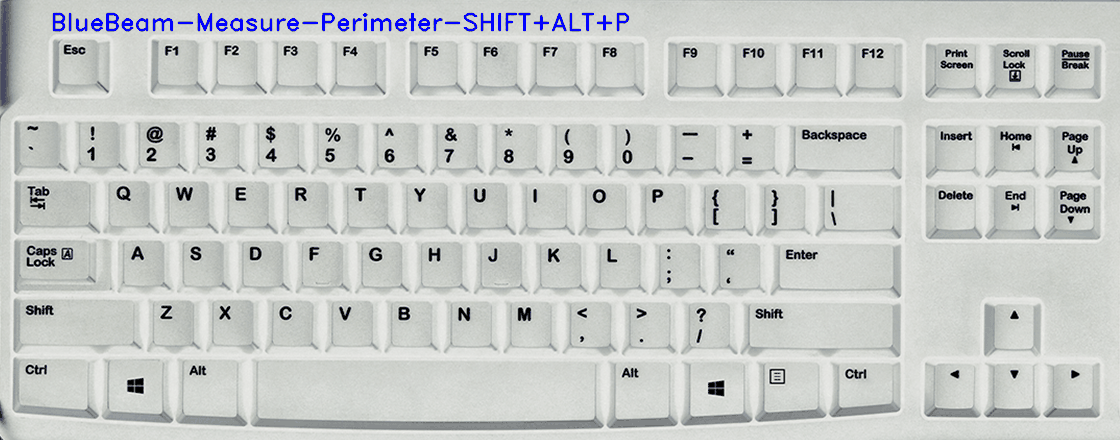 BlueBeam-Measure-Perimeter-SHIFT+ALT+P
Esc F1 F2 F3 F4 F5 F6 F7 F8 F9 F10 F11 F12 Print Screen Scroll Lock Pause Break
~ ` ! 1 @ 2 # 3 $ 4 % 5 ^ 6 & 7 * 8 ( 9 ) 0 — – + = Backspace Insert Home Page Up
Tab Q W E R T Y U I O P { [ } ] | \ Delete End Page Down
Caps Lock A S D F G H J K L : ; “ ‘ Enter
Shift Z X C V B N M < , > . ? / Shift
Ctrl Alt Alt Ctrl